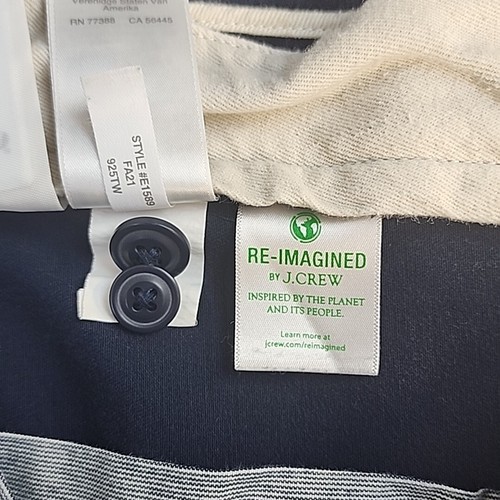 Verenigde Staten Van
Amerika
RN 77388 CA 56445
STYLE #E1589
FA21
925TW
RE-IMAGINED
BY J.CREW
INSPIRED BY THE PLANET
AND ITS PEOPLE.
Learn more at
jcrew.com/reimagined